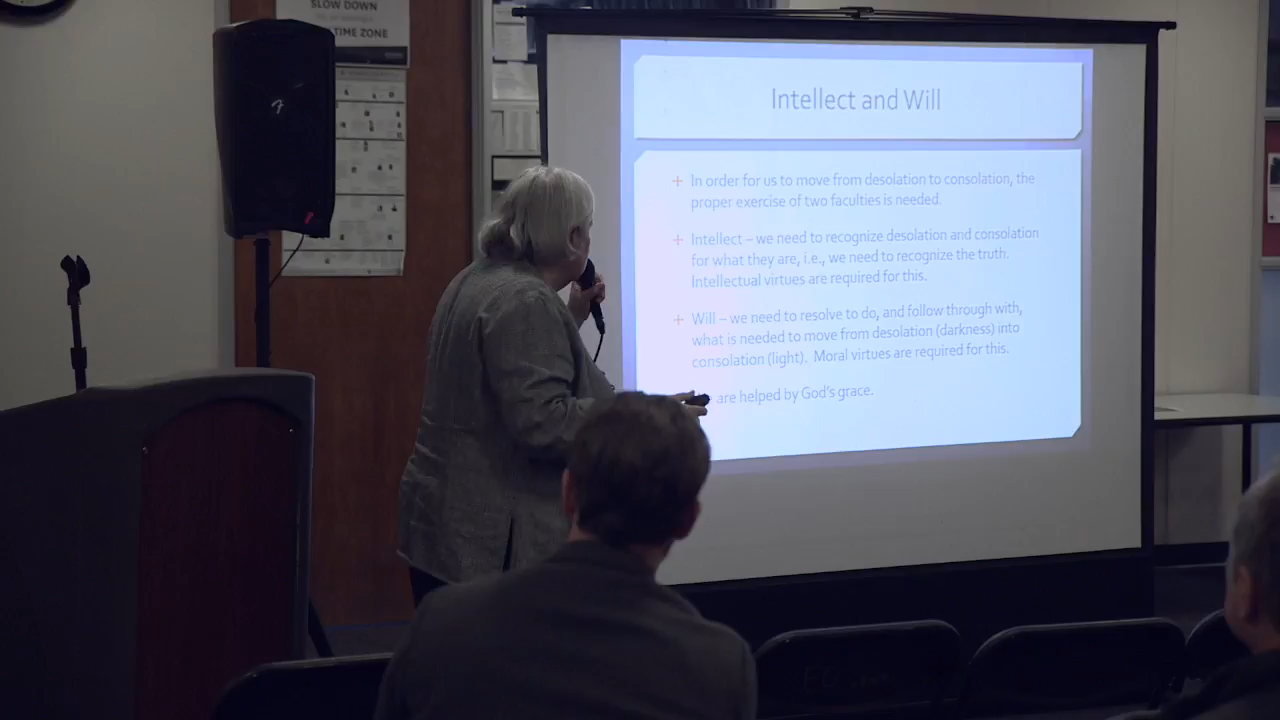 SLOW DOWN
TIME ZONE
Intellect and Will
+ In order for us to move from desolation to consolation, the
proper exercise of two faculties is needed.
+ Intellect – we need to recognize desolation and consolation
for what they are, i.e., we need to recognize the truth.
Intellectual virtues are required for this.
+ Will – we need to resolve to do, and follow through with,
what is needed to move from desolation (darkness) into
consolation (light). Moral virtues are required for this.
are helped by God's grace.